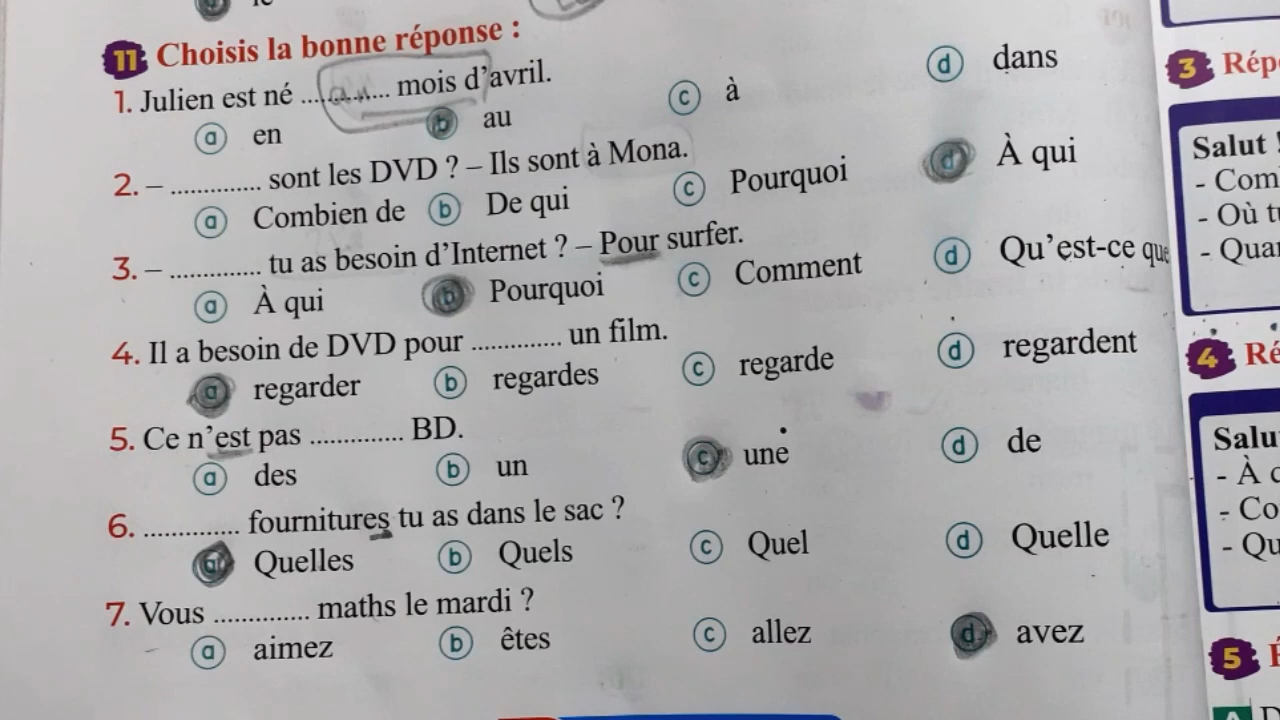 11 Choisis la bonne réponse :
1. Julien est né .............. mois d'avril.
a en b au c à d dans
2. – .............. sont les DVD ? – Ils sont à Mona.
a Combien de b De qui c Pourquoi d À qui
3. – .............. tu as besoin d'Internet ? – Pour surfer.
a À qui b Pourquoi c Comment d Qu'est-ce que
4. Il a besoin de DVD pour .............. un film.
a regarder b regardes c regarde d regardent
5. Ce n'est pas .............. BD.
a des b un c une d de
6. .............. fournitures tu as dans le sac ?
a Quelles b Quels c Quel d Quelle
7. Vous .............. maths le mardi ?
a aimez b êtes c allez d avez
3 Rép
Salut !
- Com
- Où t
- Qua
4 Ré
Salu
- À
- Co
- Qu
5
A